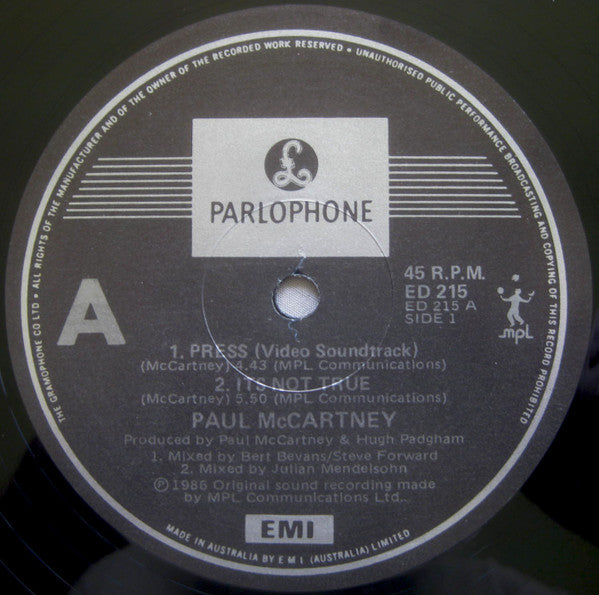 THE GRAMOPHONE CO LTD • ALL RIGHTS OF THE MANUFACTURER AND OF THE OWNER OF THE RECORDED WORK RESERVED • UNAUTHORISED PUBLIC PERFORMANCE BROADCASTING AND COPYING OF THIS RECORD PROHIBITED
£
PARLOPHONE
A
45 R.P.M.
ED 215
ED 215 A
SIDE 1
mpL
1. PRESS (Video Soundtrack)
(McCartney) 4.43 (MPL Communications)
2. ITS NOT TRUE
(McCartney) 5.50 (MPL Communications)
PAUL McCARTNEY
Produced by Paul McCartney & Hugh Padgham
1. Mixed by Bert Bevans/Steve Forward
2. Mixed by Julian Mendelsohn
Ⓟ 1986 Original sound recording made
by MPL Communications Ltd..
EMI
MADE IN AUSTRALIA BY E M I (AUSTRALIA) LIMITED